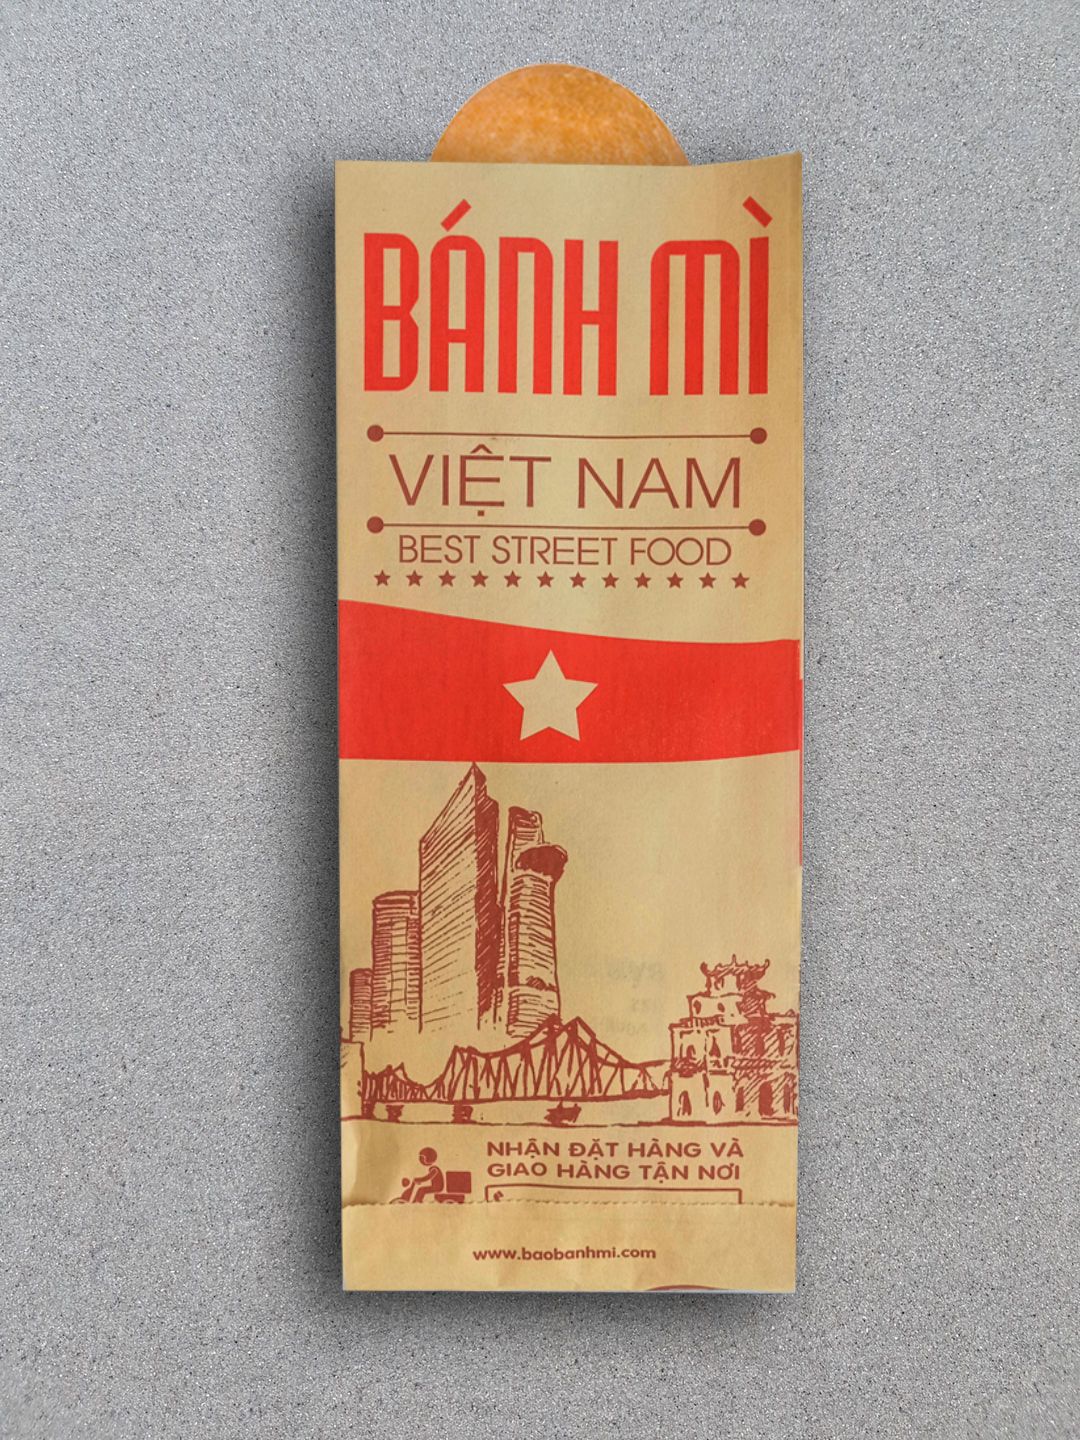 BÁNH MÌ
VIỆT NAM
BEST STREET FOOD
NHẬN ĐẶT HÀNG VÀ
GIAO HÀNG TẬN NƠI
www.baobanhmi.com